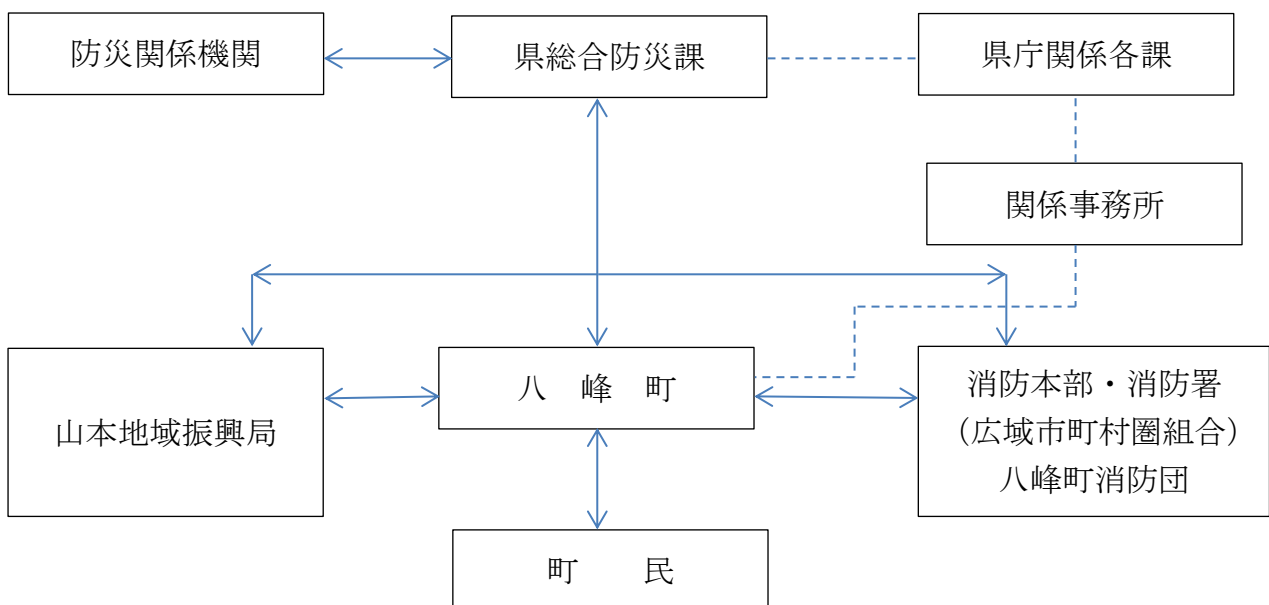 防災関係機関
県総合防災課
県庁関係各課
関係事務所
山本地域振興局
八　峰　町
消防本部・消防署
（広域市町村圏組合）
八峰町消防団
町　　民